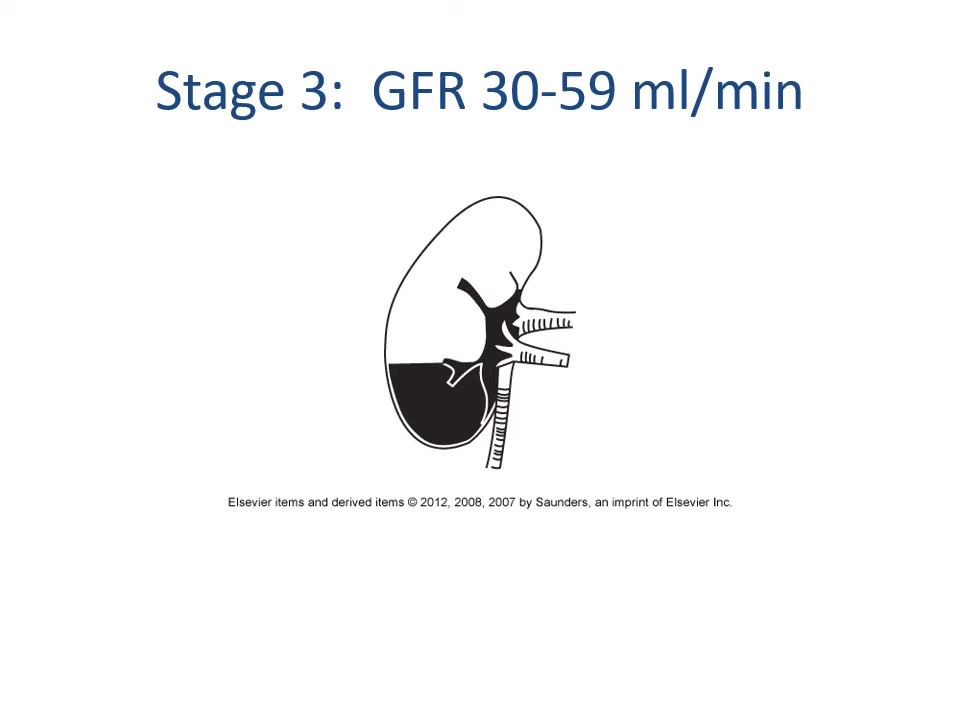 Stage 3:  GFR 30-59 ml/min
Elsevier items and derived items © 2012, 2008, 2007 by Saunders, an imprint of Elsevier Inc.